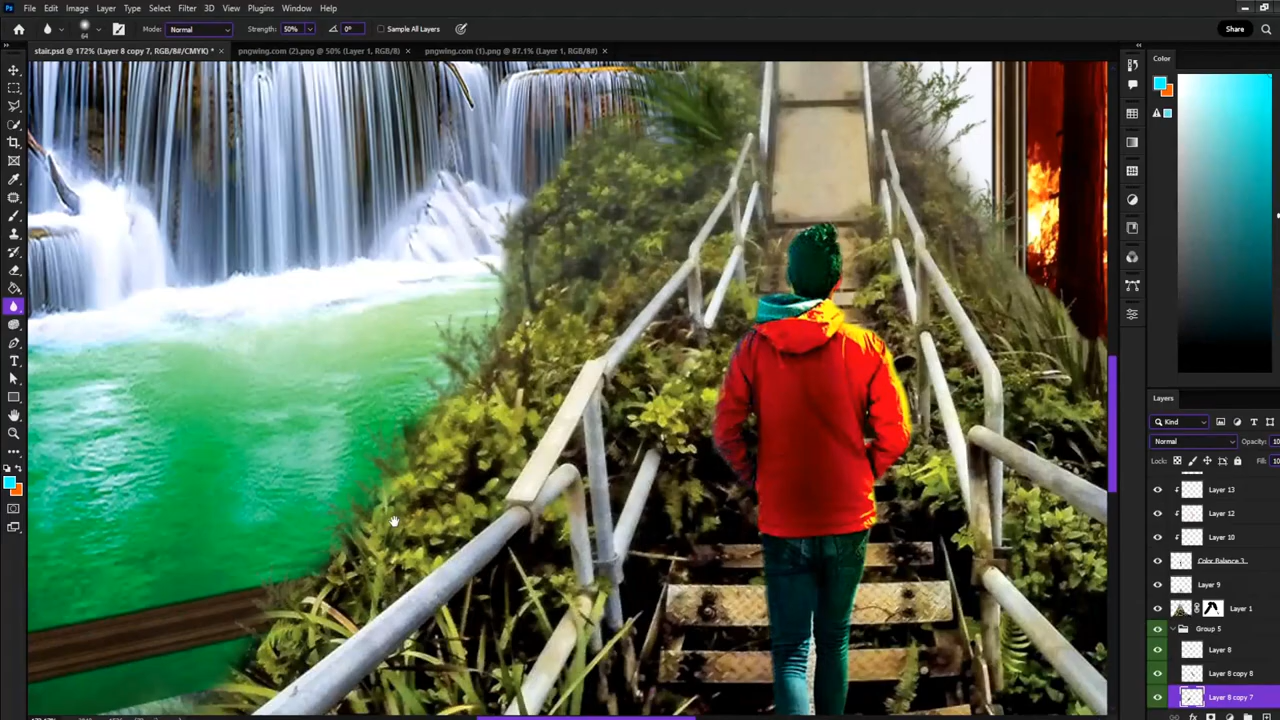 Ps File Edit Image Layer Type Select Filter 3D View Plugins Window Help
64 Mode: Normal Strength: 50% 0° Sample All Layers Share
stair.psd @ 172% (Layer 8 copy 7, RGB/8#/CMYK) * × pngwing.com (2).png @ 50% (Layer 1, RGB/8) × pngwing.com (1).png @ 87.1% (Layer 1, RGB/8#) ×
Color
Layers
Kind
Normal Opacity: 10
Lock: Fill: 10
Layer 13
Layer 12
Layer 10
Color Balance 3
Layer 9
Layer 1
Group 5
Layer 8
Layer 8 copy 8
Layer 8 copy 7